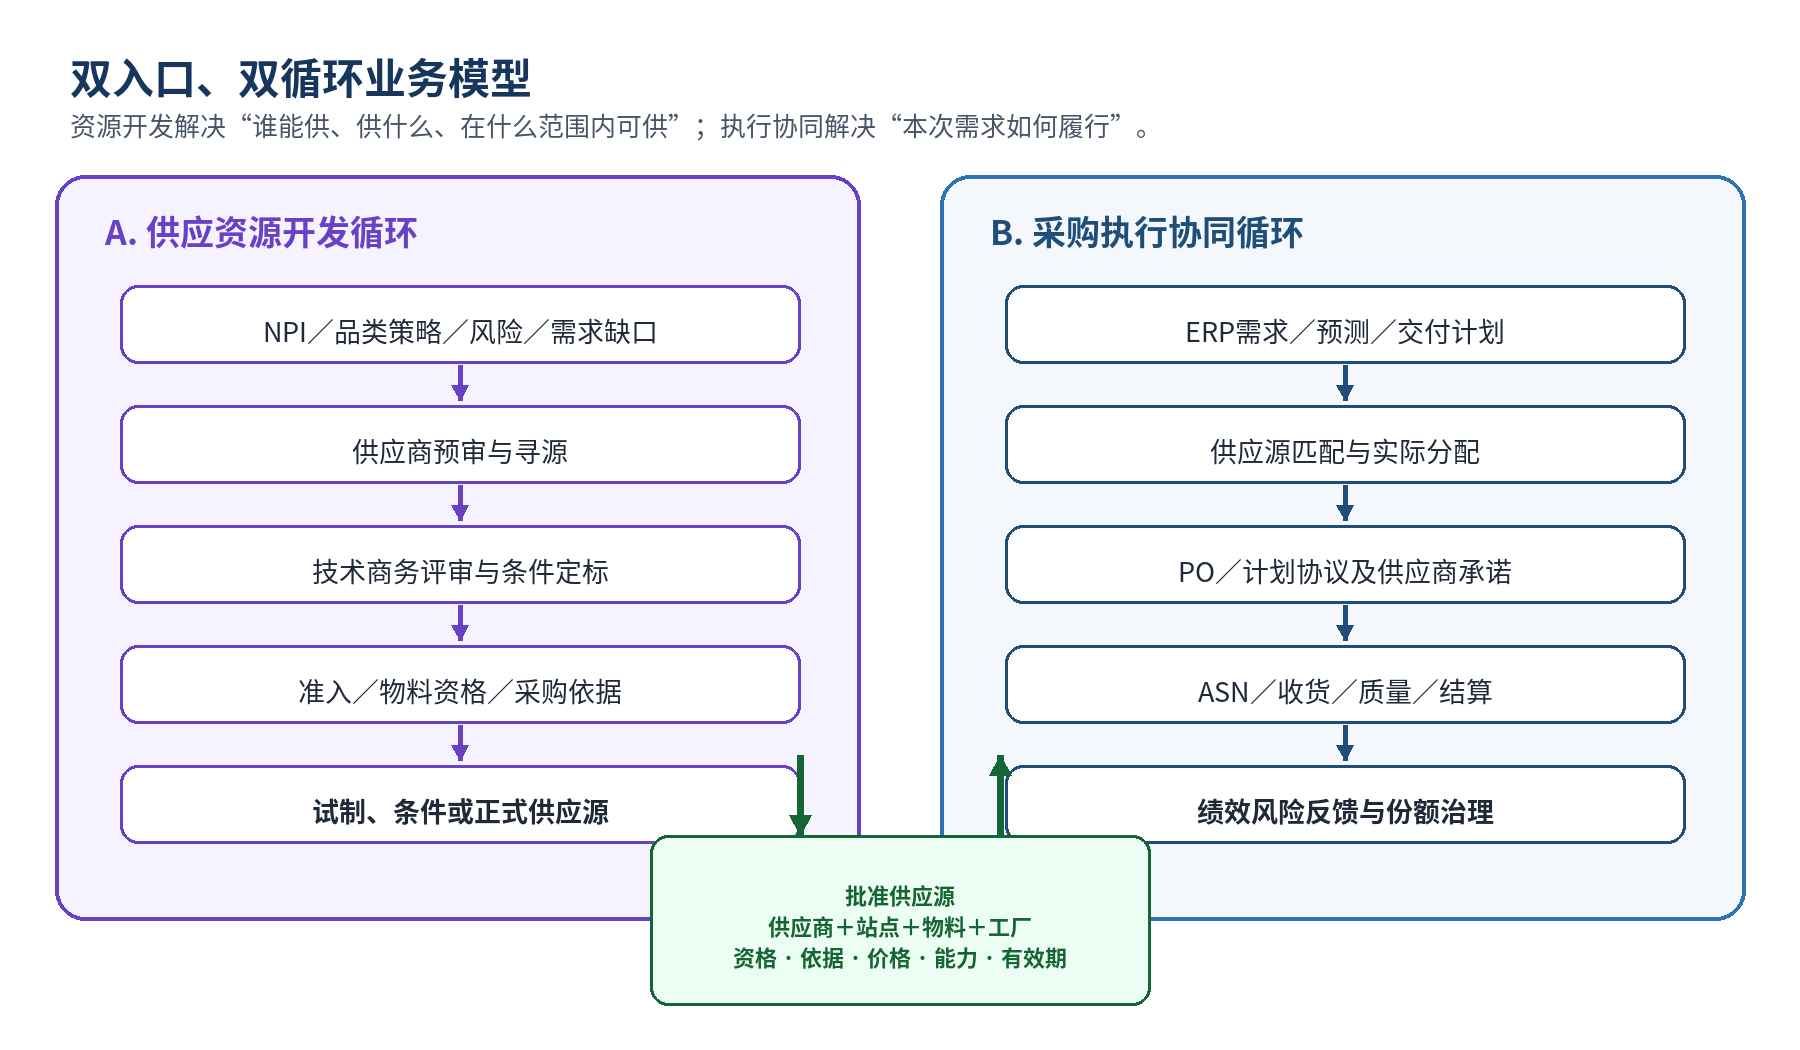 双入口、双循环业务模型
资源开发解决“谁能供、供什么、在什么范围内可供”；执行协同解决“本次需求如何履行”。
A. 供应资源开发循环
NPI／品类策略／风险／需求缺口
供应商预审与寻源
技术商务评审与条件定标
准入／物料资格／采购依据
试制、条件或正式供应源
B. 采购执行协同循环
ERP需求／预测／交付计划
供应源匹配与实际分配
PO／计划协议及供应商承诺
ASN／收货／质量／结算
绩效风险反馈与份额治理
批准供应源
供应商＋站点＋物料＋工厂
资格 · 依据 · 价格 · 能力 · 有效期